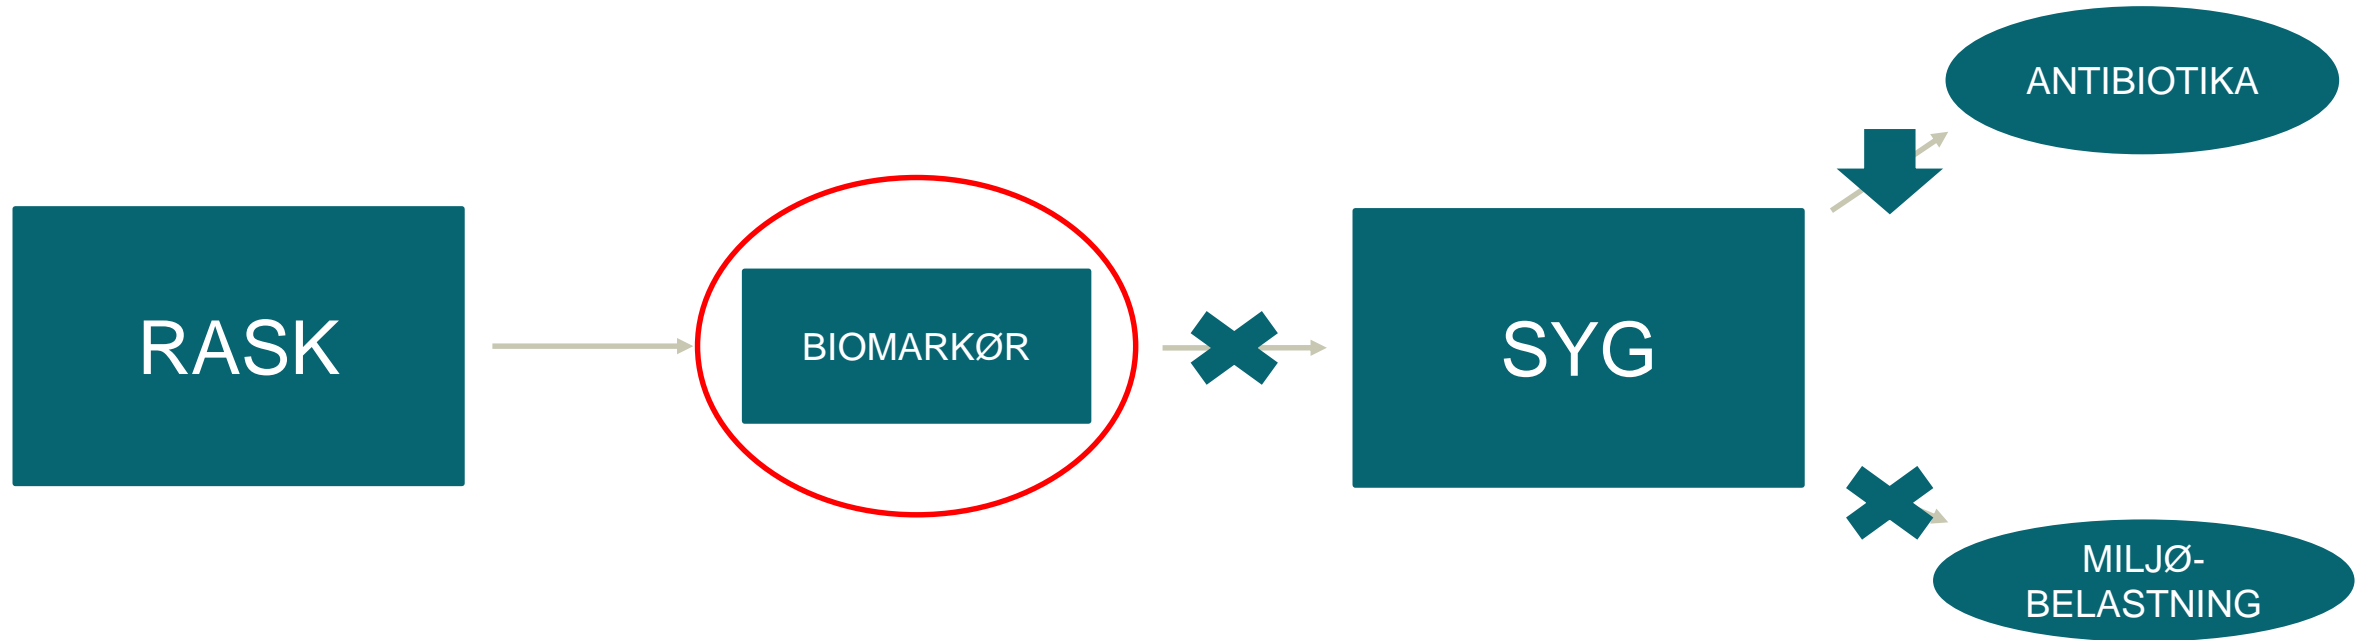 RASK
BIOMARKØR
SYG
ANTIBIOTIKA
MILJØ-
BELASTNING